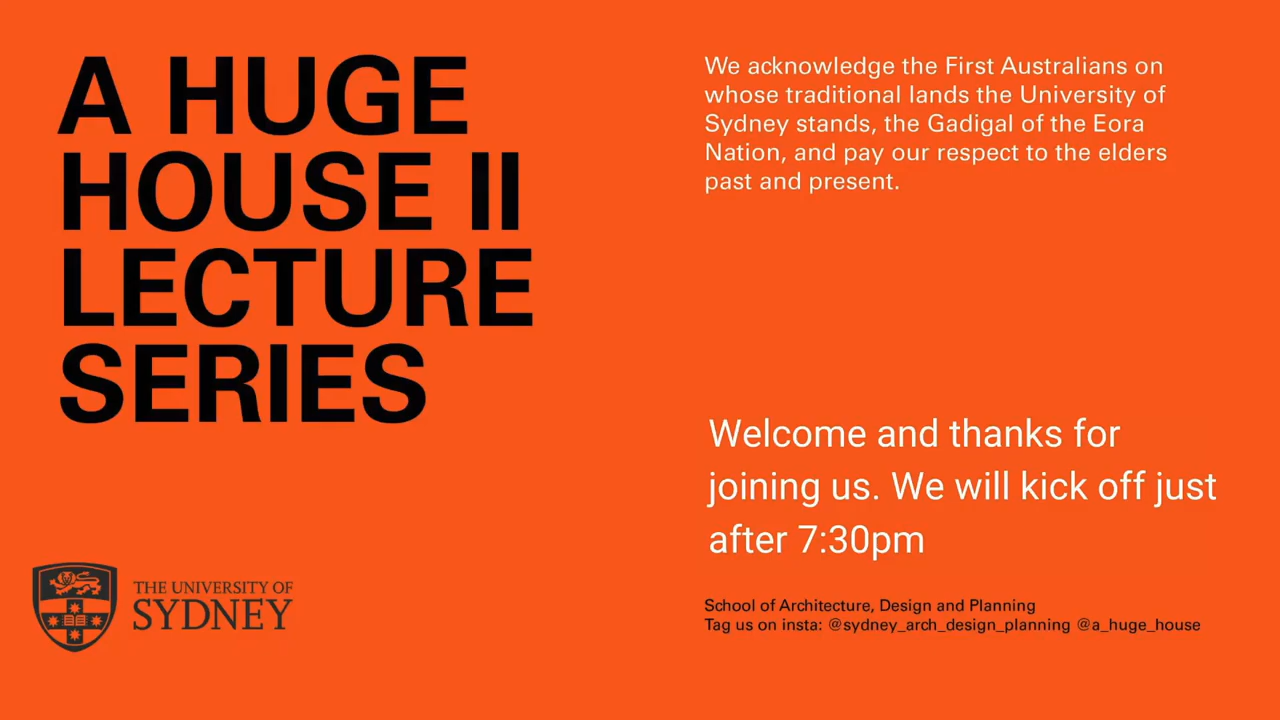 A HUGE
HOUSE II
LECTURE
SERIES
We acknowledge the First Australians on
whose traditional lands the University of
Sydney stands, the Gadigal of the Eora
Nation, and pay our respect to the elders
past and present.
Welcome and thanks for
joining us. We will kick off just
after 7:30pm
THE UNIVERSITY OF
SYDNEY
School of Architecture, Design and Planning
Tag us on insta: @sydney_arch_design_planning @a_huge_house